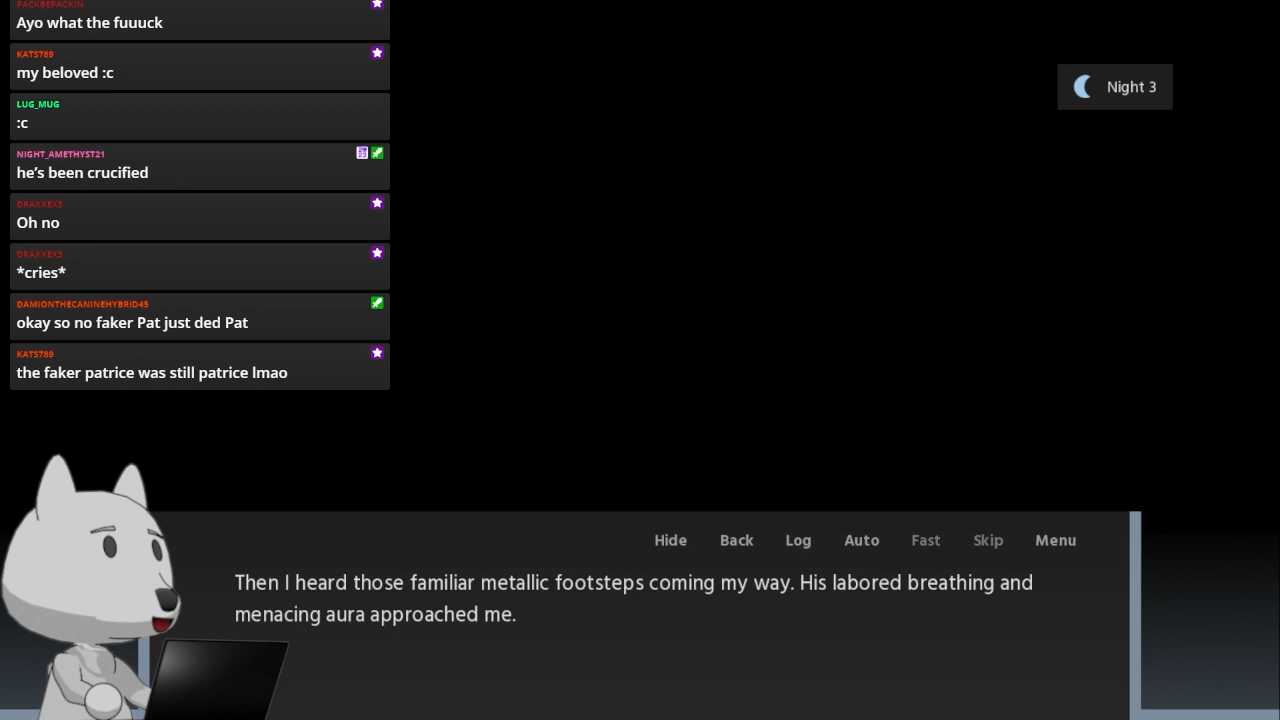 PACKBEPACKIN
Ayo what the fuuuck
KATS789
my beloved :c
LUG_MUG
:c
NIGHT_AMETHYST21
he's been crucified
DRAXXEK3
Oh no
DRAXXEK3
*cries*
DAMIONTHECANINEHYBRID45
okay so no faker Pat just ded Pat
KATS789
the faker patrice was still patrice lmao
Night 3
Hide Back Log Auto Fast Skip Menu
Then I heard those familiar metallic footsteps coming my way. His labored breathing and
menacing aura approached me.